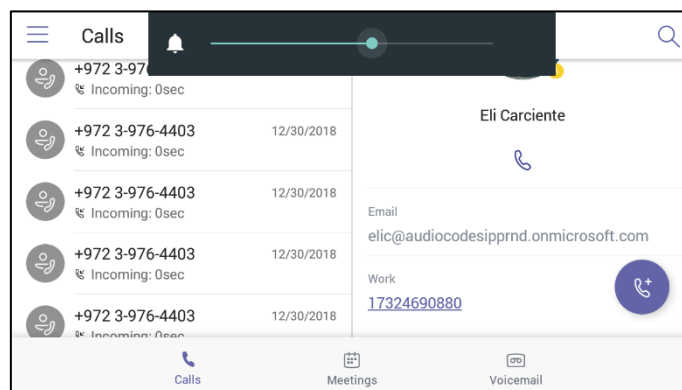 Calls
+972 3-976
Incoming: 0sec
+972 3-976-4403 12/30/2018
Incoming: 0sec
+972 3-976-4403 12/30/2018
Incoming: 0sec
+972 3-976-4403 12/30/2018
Incoming: 0sec
+972 3-976-4403 12/30/2018
Incoming: 0sec
Eli Carciente
Email
elic@audiocodesipprnd.onmicrosoft.com
Work
17324690880
Calls
Meetings
Voicemail